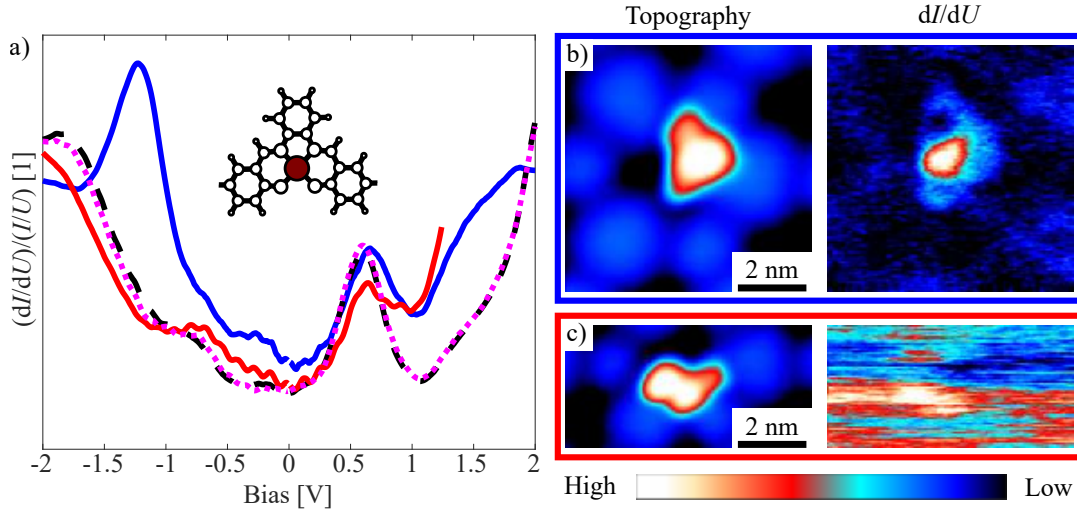 a)
(dI/dU)/(I/U) [1]
-2 -1.5 -1 -0.5 0 0.5 1 1.5 2
Bias [V]
Topography dI/dU
b)
2 nm
c)
2 nm
High Low